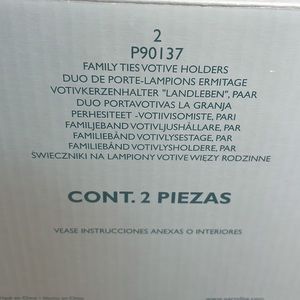 2
P90137
FAMILY TIES VOTIVE HOLDERS
DUO DE PORTE-LAMPIONS ERMITAGE
VOTIVKERZENHALTER "LANDLEBEN", PAAR
DUO PORTAVOTIVAS LA GRANJA
PERHESITEET -VOTIIVISOMISTE, PARI
FAMILJEBAND VOTIVLJUSHÅLLARE, PAR
FAMILIEBÅND VOTIVLYSESTAGE, PAR
FAMILIEBÅND VOTIVLYSHOLDERE, PAR
ŚWIECZNIKI NA LAMPIONY VOTIVE WIĘZY RODZINNE
CONT. 2 PIEZAS
VEASE INSTRUCCIONES ANEXAS O INTERIORES